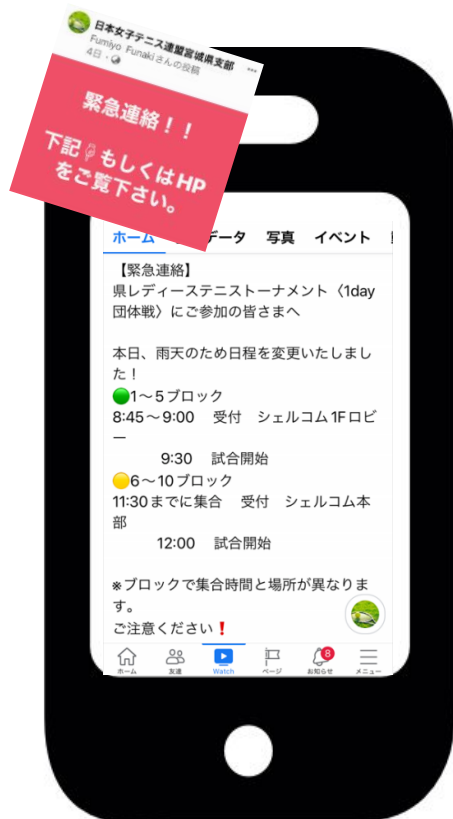 日本女子テニス連盟宮城県支部
Fumiyo Funakiさんの投稿
4日
緊急連絡！！
下記☟もしくはHP
をご覧下さい。
ホーム データ 写真 イベント
【緊急連絡】
県レディーステニストーナメント〈1day
団体戦〉にご参加の皆さまへ
本日、雨天のため日程を変更いたしまし
た！
🟢1〜5ブロック
8:45〜9:00 受付 シェルコム1Fロビ
ー
9:30 試合開始
🟡6〜10ブロック
11:30までに集合 受付 シェルコム本
部
12:00 試合開始
※ブロックで集合時間と場所が異なりま
す。
ご注意ください❗
8
ホーム 友達 Watch ページ お知らせ メニュー